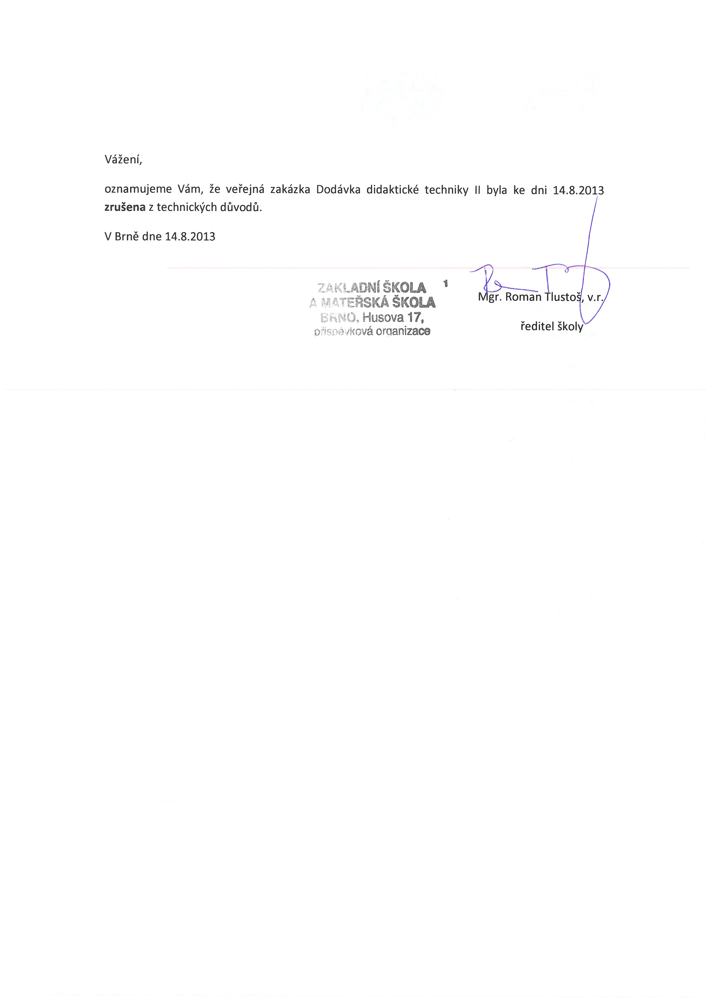 Vážení,
oznamujeme Vám, že veřejná zakázka Dodávka didaktické techniky II byla ke dni 14.8.2013
zrušena z technických důvodů.
V Brně dne 14.8.2013
ZÁKLADNÍ ŠKOLA 1
A MATEŘSKÁ ŠKOLA
BRNO, Husova 17,
příspěvková organizace
Mgr. Roman Tlustoš, v.r.
ředitel školy